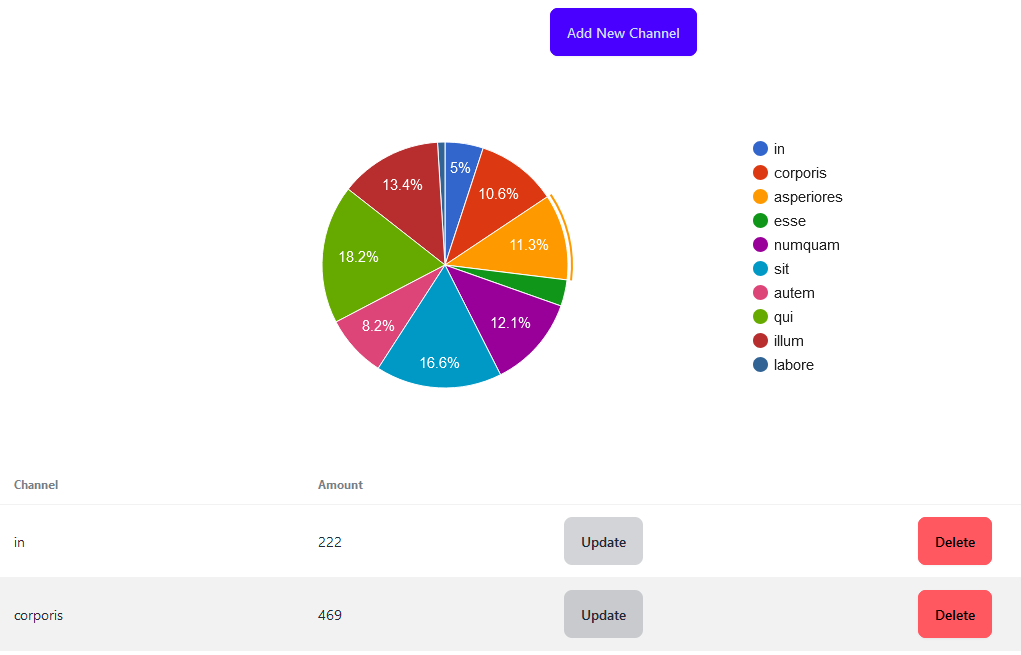 Add New Channel
5%
10.6%
11.3%
12.1%
16.6%
8.2%
18.2%
13.4%
in
corporis
asperiores
esse
numquam
sit
autem
qui
illum
labore
Channel Amount
in 222 Update Delete
corporis 469 Update Delete